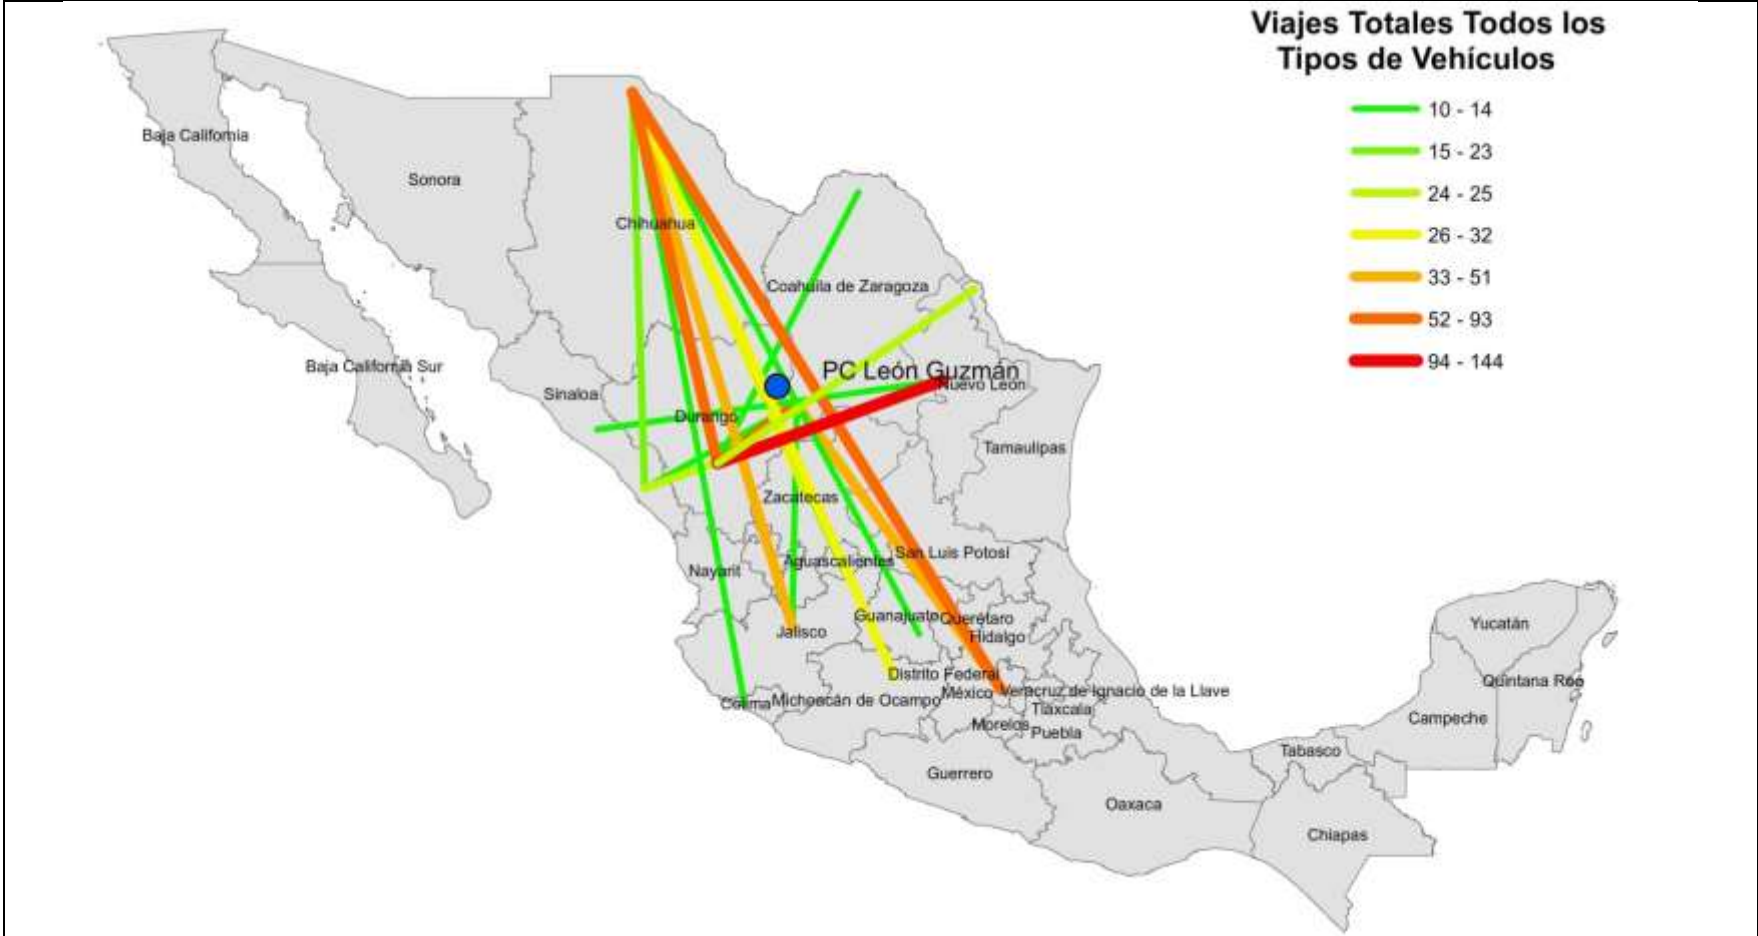 Viajes Totales Todos los
Tipos de Vehículos
10 - 14
15 - 23
24 - 25
26 - 32
33 - 51
52 - 93
94 - 144
Baja California
Sonora
Chihuahua
Coahuila de Zaragoza
Baja California Sur
Sinaloa
Durango
PC León Guzmán
Nuevo León
Tamaulipas
Zacatecas
San Luis Potosí
Aguascalientes
Nayarit
Guanajuato
Querétaro
Hidalgo
Jalisco
Distrito Federal
México
Veracruz de Ignacio de la Llave
Colima
Michoacán de Ocampo
Tlaxcala
Morelos
Puebla
Guerrero
Oaxaca
Yucatán
Quintana Roo
Campeche
Tabasco
Chiapas